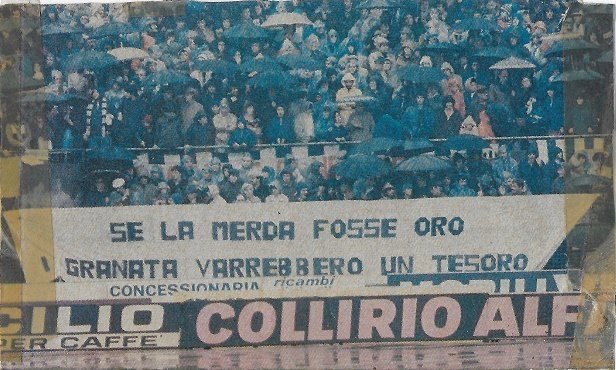 SE LA MERDA FOSSE ORO
I GRANATA VARREBBERO UN TESORO
CONCESSIONARIA ricambi
CILIO COLLIRIO ALF
PER CAFFE'